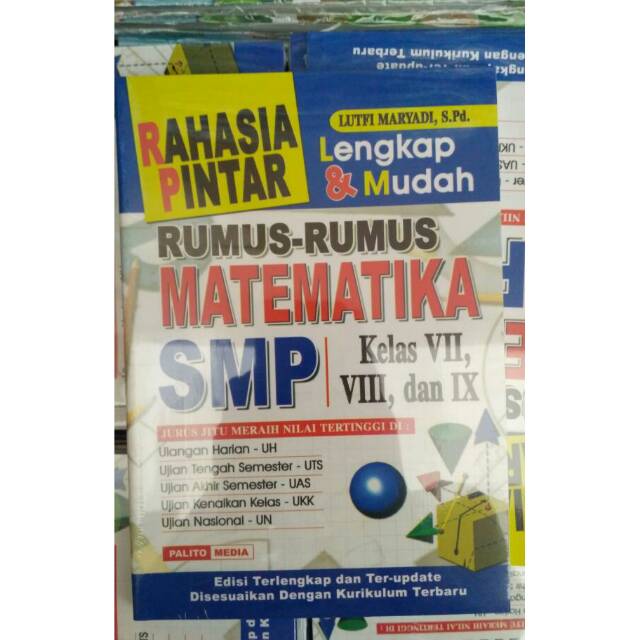 RAHASIA
PINTAR
LUTFI MARYADI, S.Pd.
Lengkap
& Mudah
RUMUS-RUMUS
MATEMATIKA
SMP
Kelas VII,
VIII, dan IX
JURUS JITU MERAIH NILAI TERTINGGI DI :
Ulangan Harian - UH
Ujian Tengah Semester - UTS
Ujian Akhir Semester - UAS
Ujian Kenaikan Kelas - UKK
Ujian Nasional - UN
PALITO MEDIA
Edisi Terlengkap dan Ter-update
Disesuaikan Dengan Kurikulum Terbaru